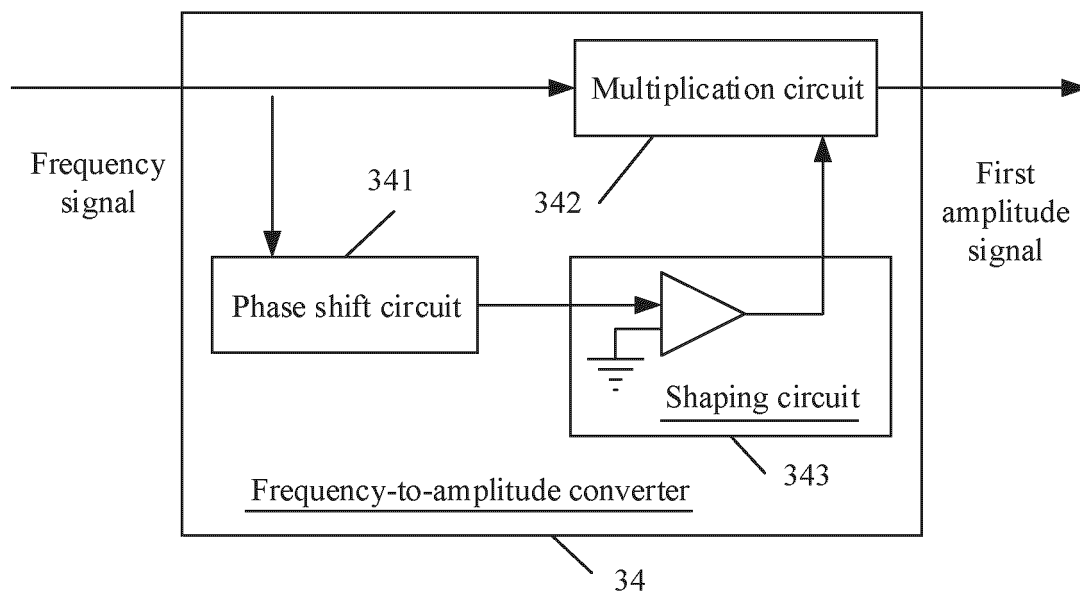 Multiplication circuit
Frequency
signal
341
342
First
amplitude
signal
Phase shift circuit
Shaping circuit
343
Frequency-to-amplitude converter
34